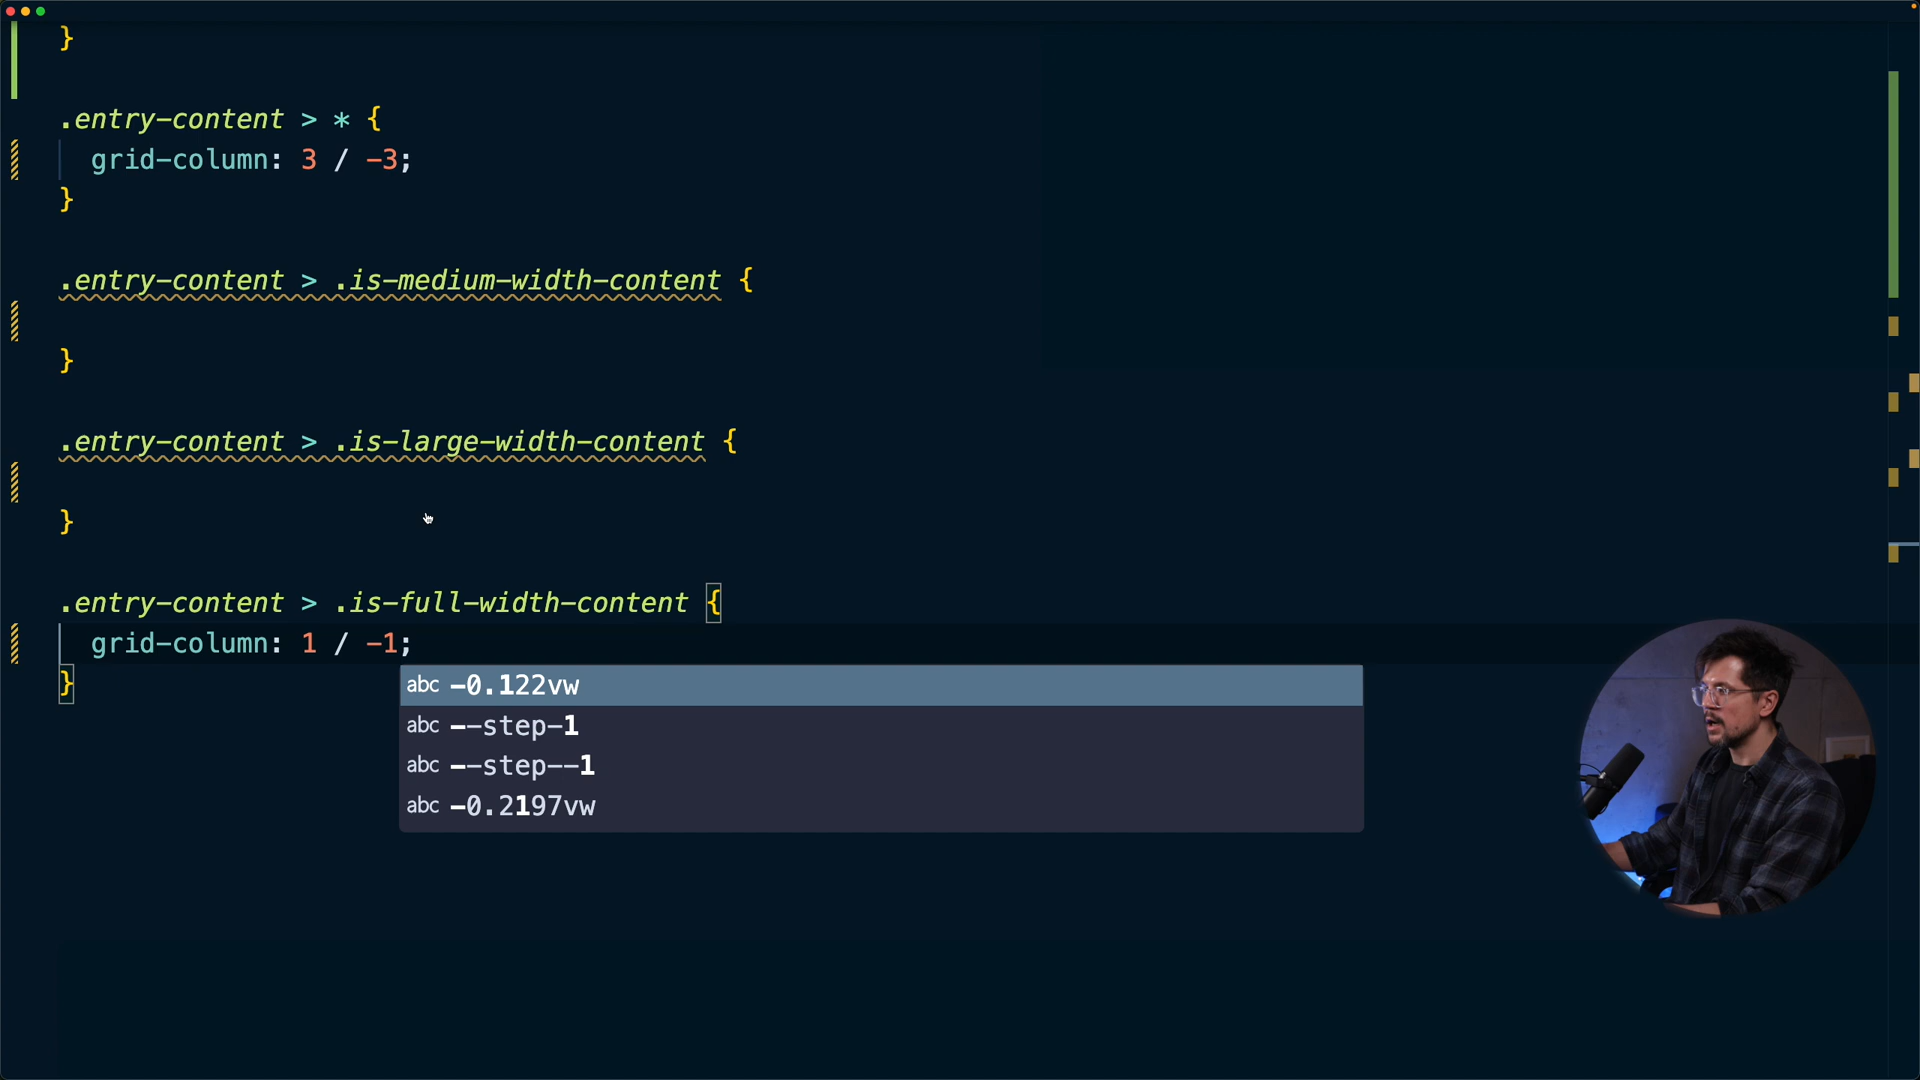 }
.entry-content > * {
grid-column: 3 / -3;
}
.entry-content > .is-medium-width-content {
}
.entry-content > .is-large-width-content {
}
.entry-content > .is-full-width-content {
grid-column: 1 / -1;
}
abc -0.122vw
abc --step-1
abc --step--1
abc -0.2197vw